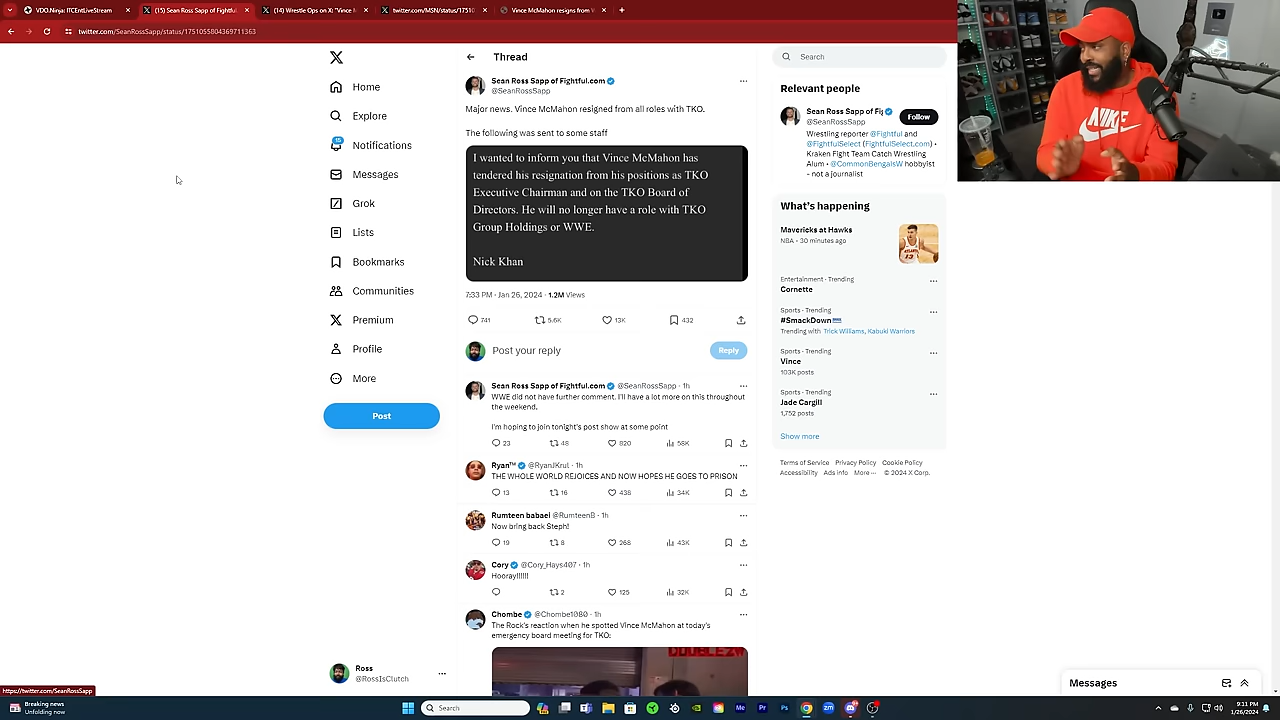 VDO.Ninja: ITCEntLiveStream
(15) Sean Ross Sapp of Fightful
(14) Wrestle Ops on X: "Vince M
twitter.com/MSN/status/17510
Vince McMahon resigns from V
twitter.com/SeanRossSapp/status/1751055804369711363
Home
Explore
15
Notifications
Messages
Grok
Lists
Bookmarks
Communities
Premium
Profile
More
Post
Ross
@RossIsClutch
Thread
Sean Ross Sapp of Fightful.com
@SeanRossSapp
Major news. Vince McMahon resigned from all roles with TKO.
The following was sent to some staff
I wanted to inform you that Vince McMahon has
tendered his resignation from his positions as TKO
Executive Chairman and on the TKO Board of
Directors. He will no longer have a role with TKO
Group Holdings or WWE.
Nick Khan
7:33 PM · Jan 26, 2024 · 1.2M Views
741 5.6K 13K 432
Post your reply
Reply
Sean Ross Sapp of Fightful.com @SeanRossSapp · 1h
WWE did not have further comment. I'll have a lot more on this throughout
the weekend.
I'm hoping to join tonight's post show at some point
23 48 820 58K
Ryan™ @RyanJKrul · 1h
THE WHOLE WORLD REJOICES AND NOW HOPES HE GOES TO PRISON
13 16 438 34K
Rumteen babaei @RumteenB · 1h
Now bring back Steph!
19 8 268 43K
Cory @Cory_Hays407 · 1h
Hooray!!!!!!
2 125 32K
Chombe @Chombe1080 · 1h
The Rock's reaction when he spotted Vince McMahon at today's
emergency board meeting for TKO:
Search
Relevant people
Sean Ross Sapp of Fig
@SeanRossSapp
Follow
Wrestling reporter @Fightful and
@FightfulSelect (FightfulSelect.com) •
Kraken Fight Team Catch Wrestling
Alum • @CommonBengalsW hobbyist
- not a journalist
What's happening
Mavericks at Hawks
NBA · 30 minutes ago
Entertainment · Trending
Cornette
Sports · Trending
#SmackDown
Trending with Trick Williams, Kabuki Warriors
Sports · Trending
Vince
103K posts
Sports · Trending
Jade Cargill
1,752 posts
Show more
Terms of Service Privacy Policy Cookie Policy
Accessibility Ads info More ··· © 2024 X Corp.
NIKE
Messages
https://twitter.com/SeanRossSapp
Breaking news
Unfolding now
Search
9:11 PM
1/26/2024